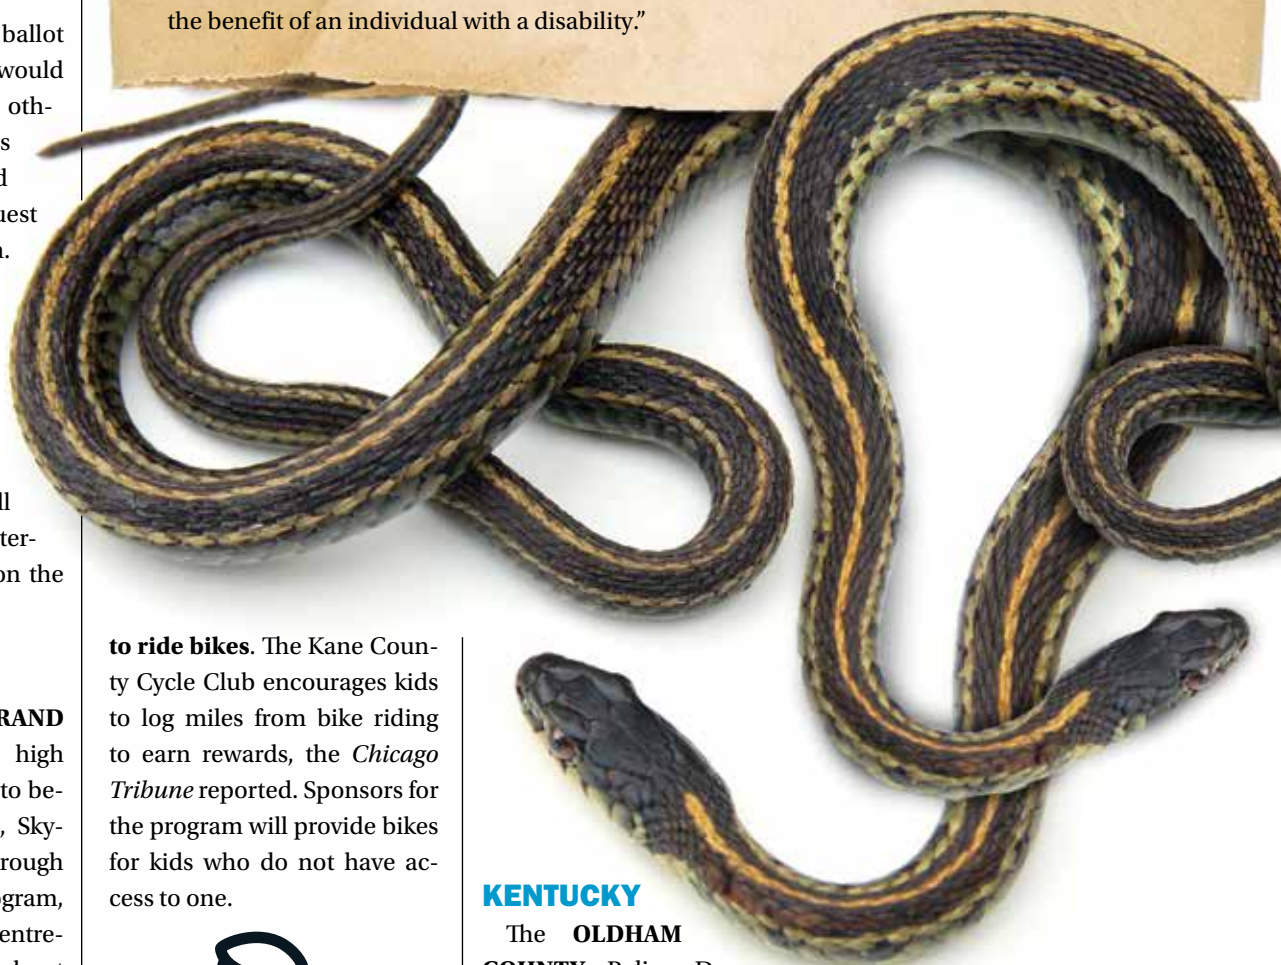 the benefit of an individual with a disability.”
ballot
would
oth-
s
d
uest
n.
ll
ter-
on the
RAND
high
to be-
, Sky-
rough
gram,
entre-
to ride bikes. The Kane Coun-
ty Cycle Club encourages kids
to log miles from bike riding
to earn rewards, the Chicago
Tribune reported. Sponsors for
the program will provide bikes
for kids who do not have ac-
cess to one.
KENTUCKY
The OLDHAM
COUNTY Police D